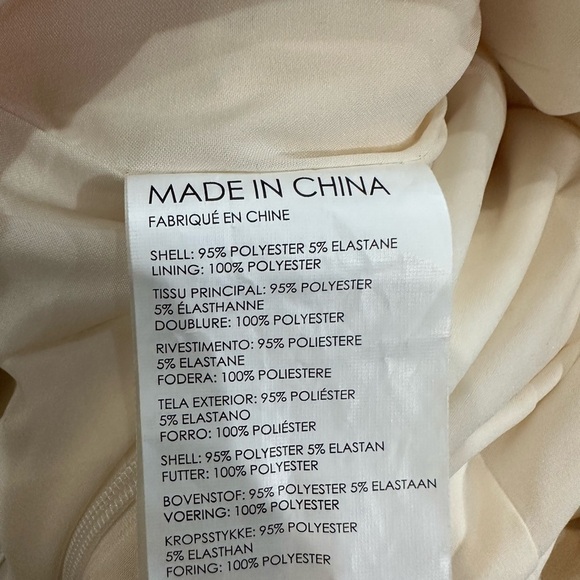 MADE IN CHINA
FABRIQUÉ EN CHINE
SHELL: 95% POLYESTER 5% ELASTANE
LINING: 100% POLYESTER
TISSU PRINCIPAL: 95% POLYESTER
5% ÉLASTHANNE
DOUBLURE: 100% POLYESTER
RIVESTIMENTO: 95% POLIESTERE
5% ELASTANE
FODERA: 100% POLIESTERE
TELA EXTERIOR: 95% POLIÉSTER
5% ELASTANO
FORRO: 100% POLIÉSTER
SHELL: 95% POLYESTER 5% ELASTAN
FUTTER: 100% POLYESTER
BOVENSTOF: 95% POLYESTER 5% ELASTAAN
VOERING: 100% POLYESTER
KROPSSTYKKE: 95% POLYESTER
5% ELASTHAN
FORING: 100% POLYESTER